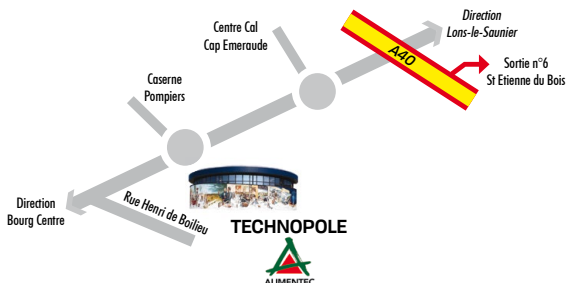 Centre Cal
Cap Emeraude
Direction
Lons-le-Saunier
A40
Sortie n°6
St Etienne du Bois
Caserne
Pompiers
Direction
Bourg Centre
Rue Henri de Boilieu
TECHNOPOLE
ALIMENTEC